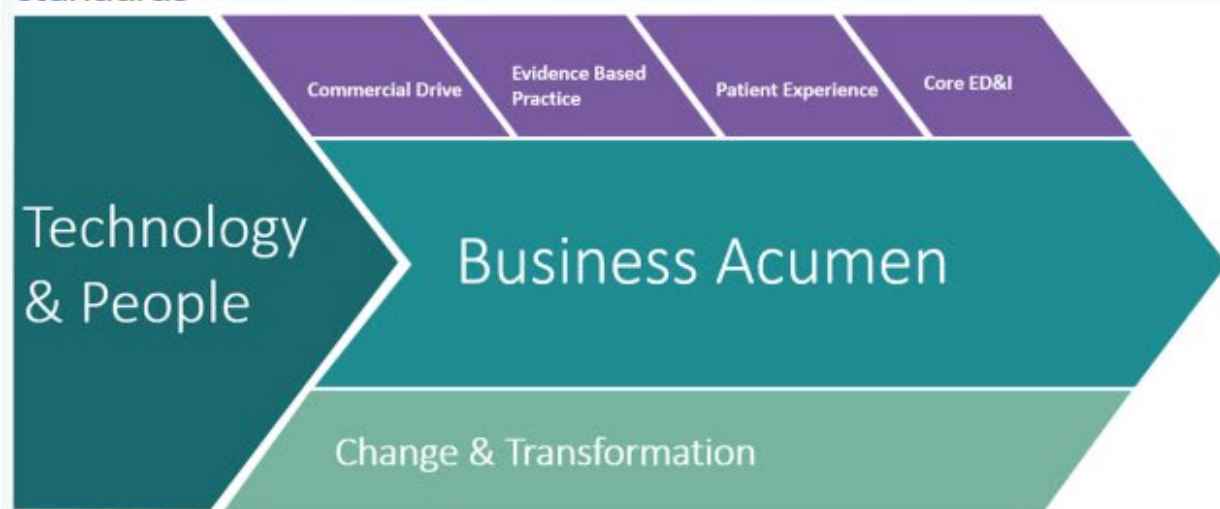 Commercial Drive
Evidence Based
Practice
Patient Experience
Core ED&I
Technology
& People
Business Acumen
Change & Transformation